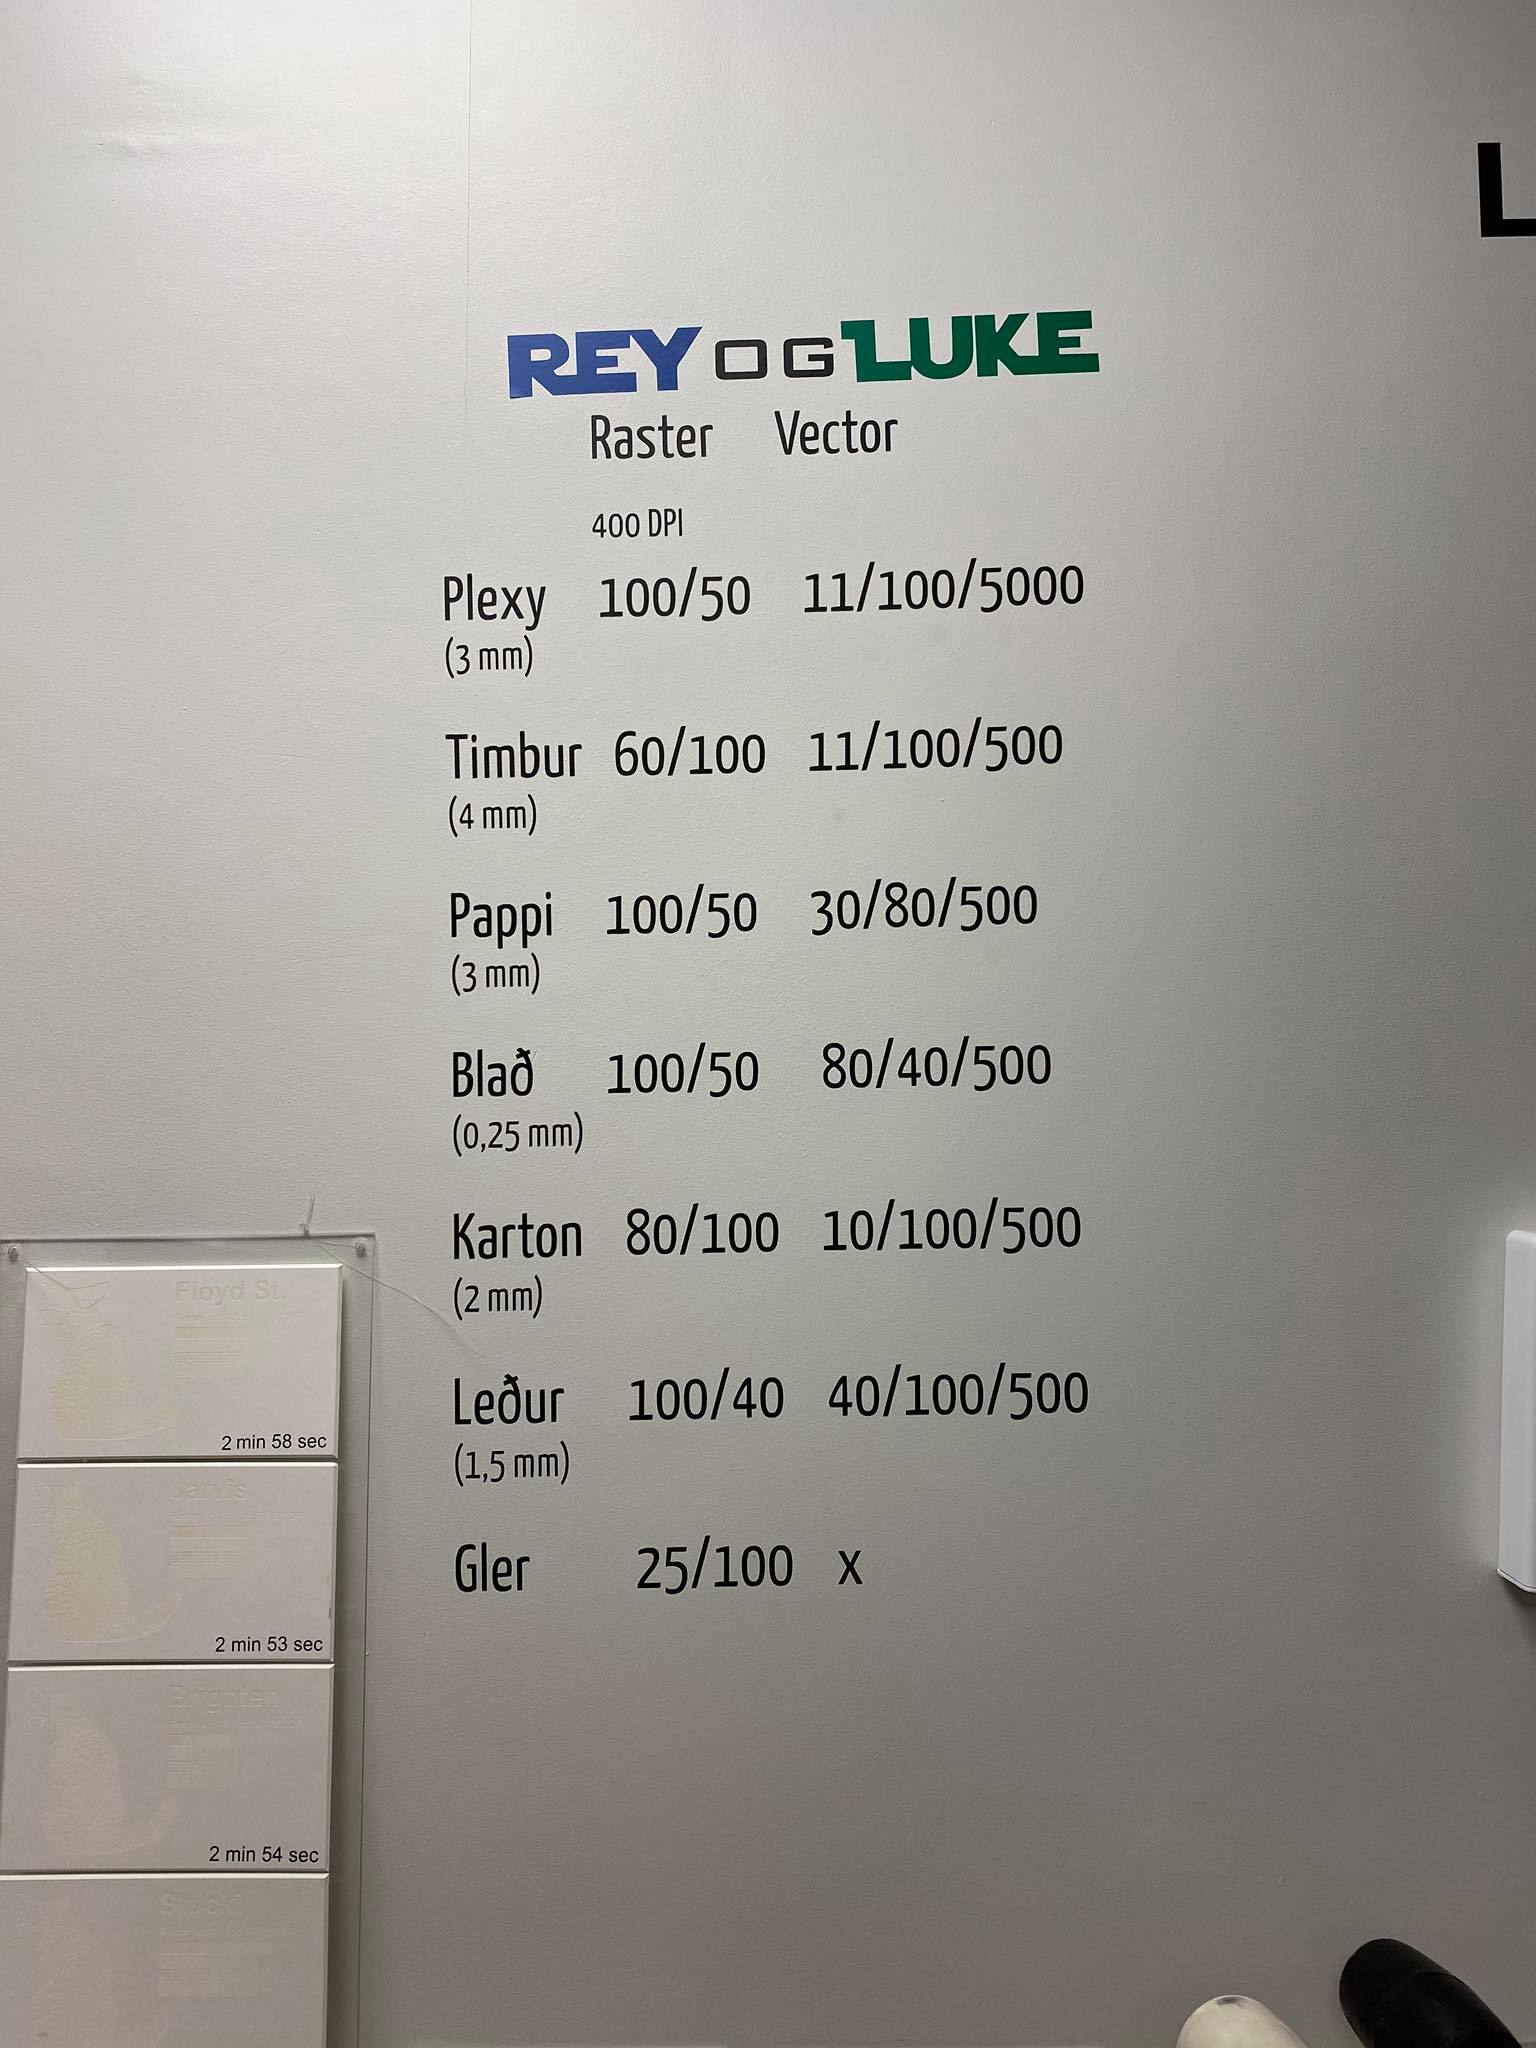 L
REY OG LUKE
Raster Vector
400 DPI
Plexy 100/50 11/100/5000
(3 mm)
Timbur 60/100 11/100/500
(4 mm)
Pappi 100/50 30/80/500
(3 mm)
Blað 100/50 80/40/500
(0,25 mm)
Karton 80/100 10/100/500
(2 mm)
Leður 100/40 40/100/500
(1,5 mm)
Gler 25/100 x
Floyd St.
2 min 58 sec
Jarvis
2 min 53 sec
Brighten
2 min 54 sec